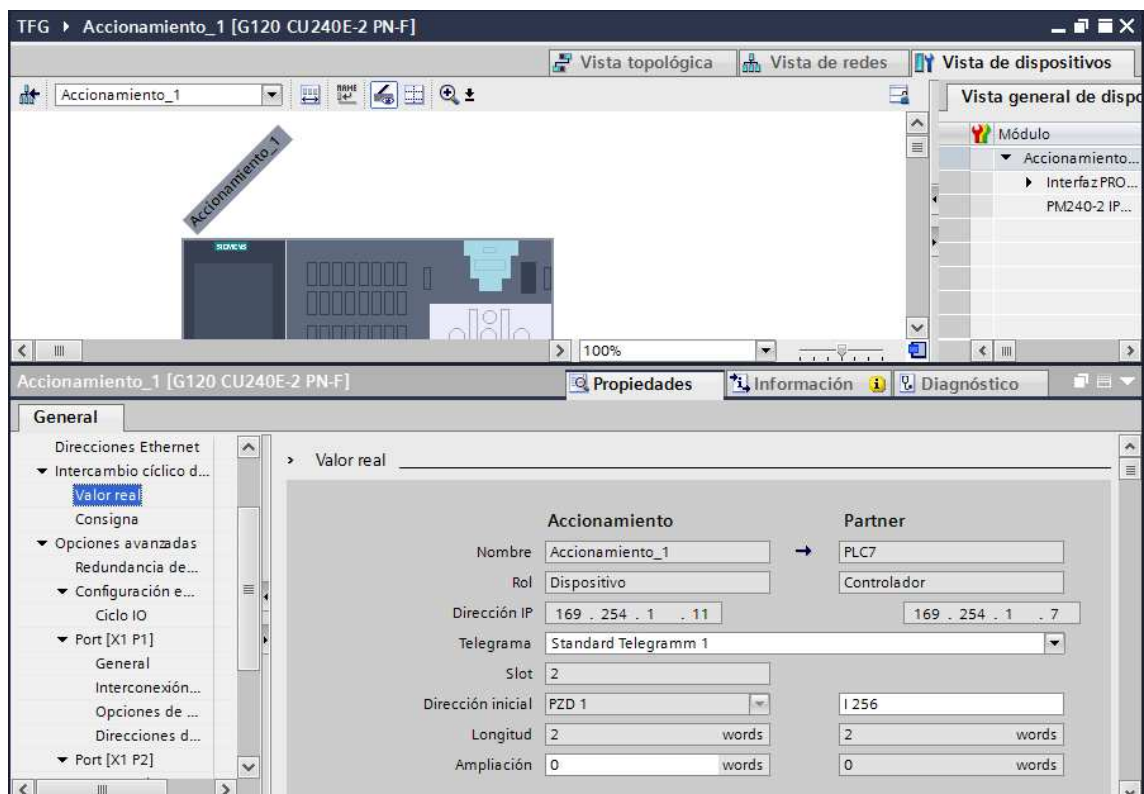 TFG ▸ Accionamiento_1 [G120 CU240E-2 PN-F]
Vista topológica Vista de redes Vista de dispositivos
Accionamiento_1 NAME Vista general de dispo
Módulo
Accionamiento...
Interfaz PRO...
PM240-2 IP...
Accionamiento_1
SIEMENS
100%
Accionamiento_1 [G120 CU240E-2 PN-F] Propiedades Información Diagnóstico
General
Direcciones Ethernet
Intercambio cíclico d...
Valor real
Consigna
Opciones avanzadas
Redundancia de...
Configuración e...
Ciclo IO
Port [X1 P1]
General
Interconexión...
Opciones de ...
Direcciones d...
Port [X1 P2]
Valor real
Accionamiento Partner
Nombre Accionamiento_1 → PLC7
Rol Dispositivo Controlador
Dirección IP 169 . 254 . 1 . 11 169 . 254 . 1 . 7
Telegrama Standard Telegramm 1
Slot 2
Dirección inicial PZD 1 I 256
Longitud 2 words 2 words
Ampliación 0 words 0 words